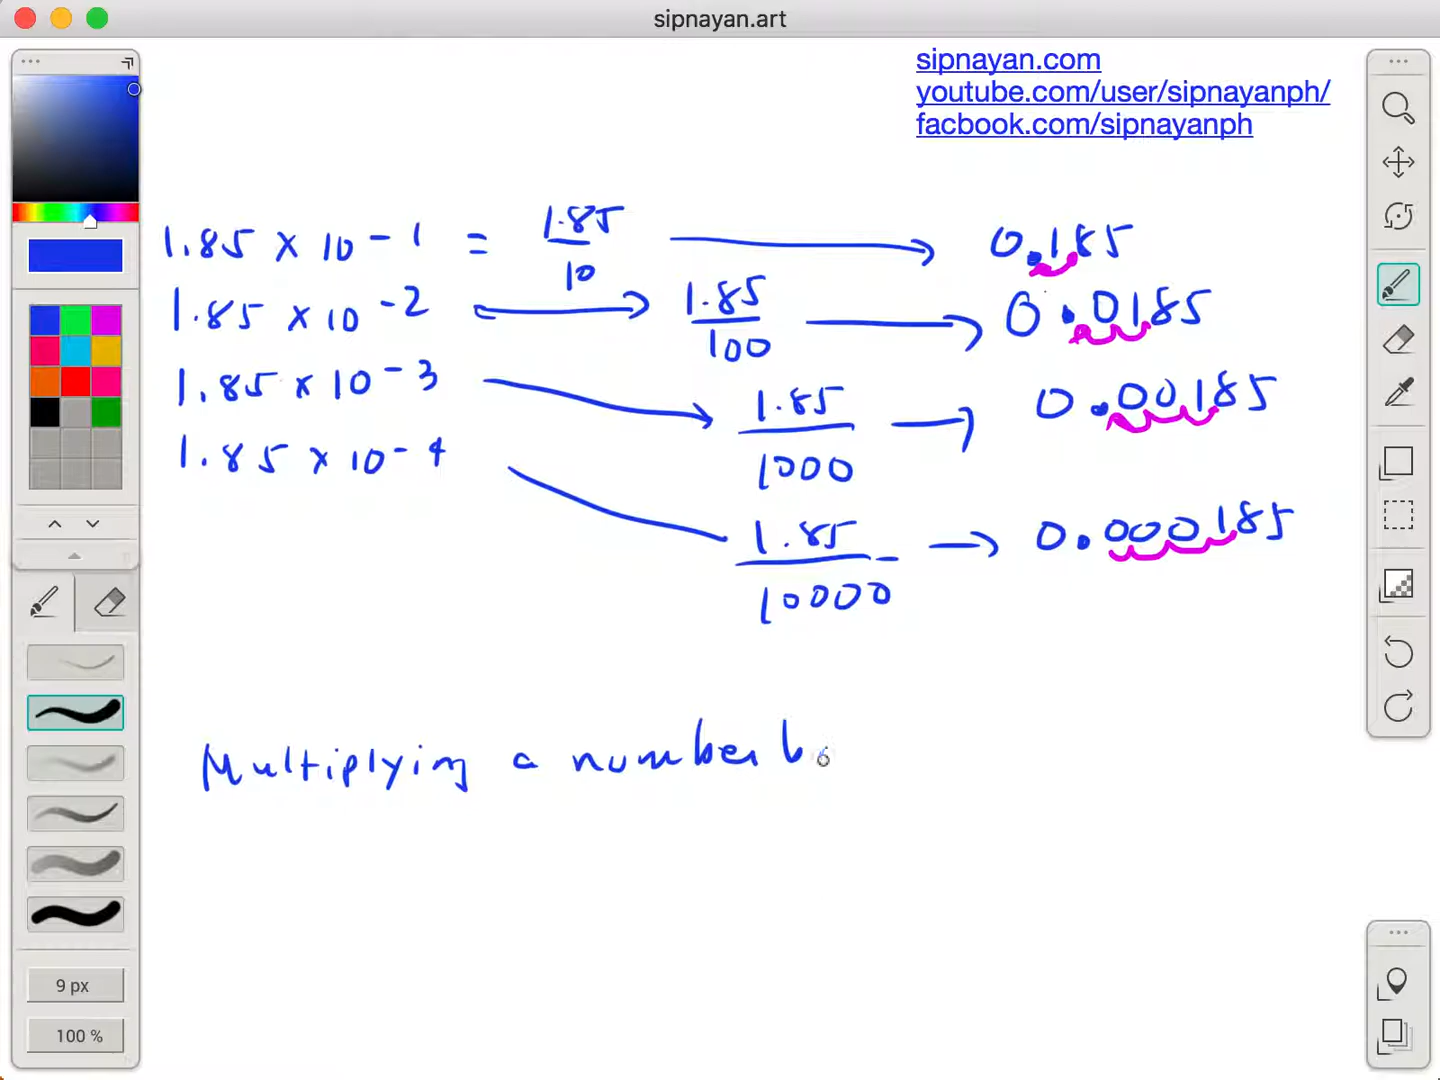 sipnayan.art
sipnayan.com
youtube.com/user/sipnayanph/
facbook.com/sipnayanph
1.85 × 10 -1 = 1.85/10 → 0.185
1.85 × 10 -2 → 1.85/100 → 0.0185
1.85 × 10 -3 → 1.85/1000 → 0.00185
1.85 × 10 -4 — 1.85/10000 → 0.000185
Multiplying a number b
9 px
100 %